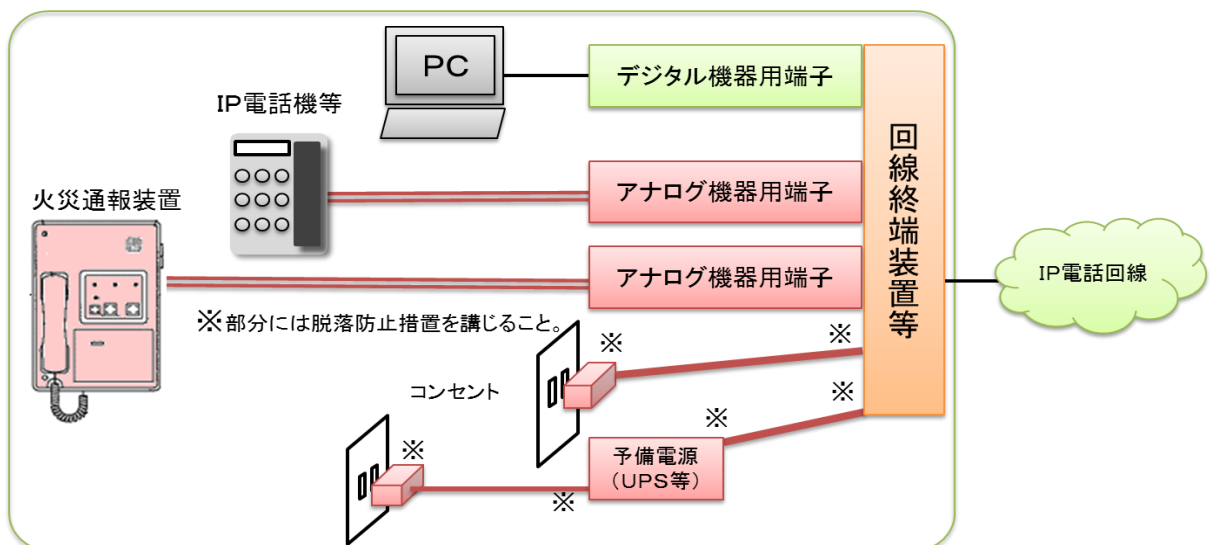 PC
デジタル機器用端子
IP電話機等
火災通報装置
アナログ機器用端子
アナログ機器用端子
回線終端装置等
IP電話回線
※部分には脱落防止措置を講じること。
※
※
コンセント
※
※
※
予備電源
（UPS等）
※